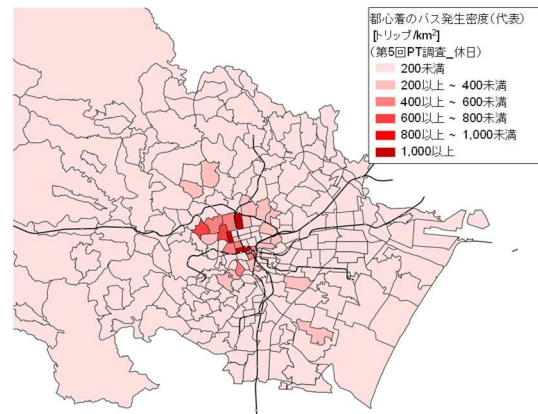 都心着のバス発生密度(代表)
[トリップ/km²]
(第5回PT調査_休日)
200未満
200以上 ~ 400未満
400以上 ~ 600未満
600以上 ~ 800未満
800以上 ~ 1,000未満
1,000以上